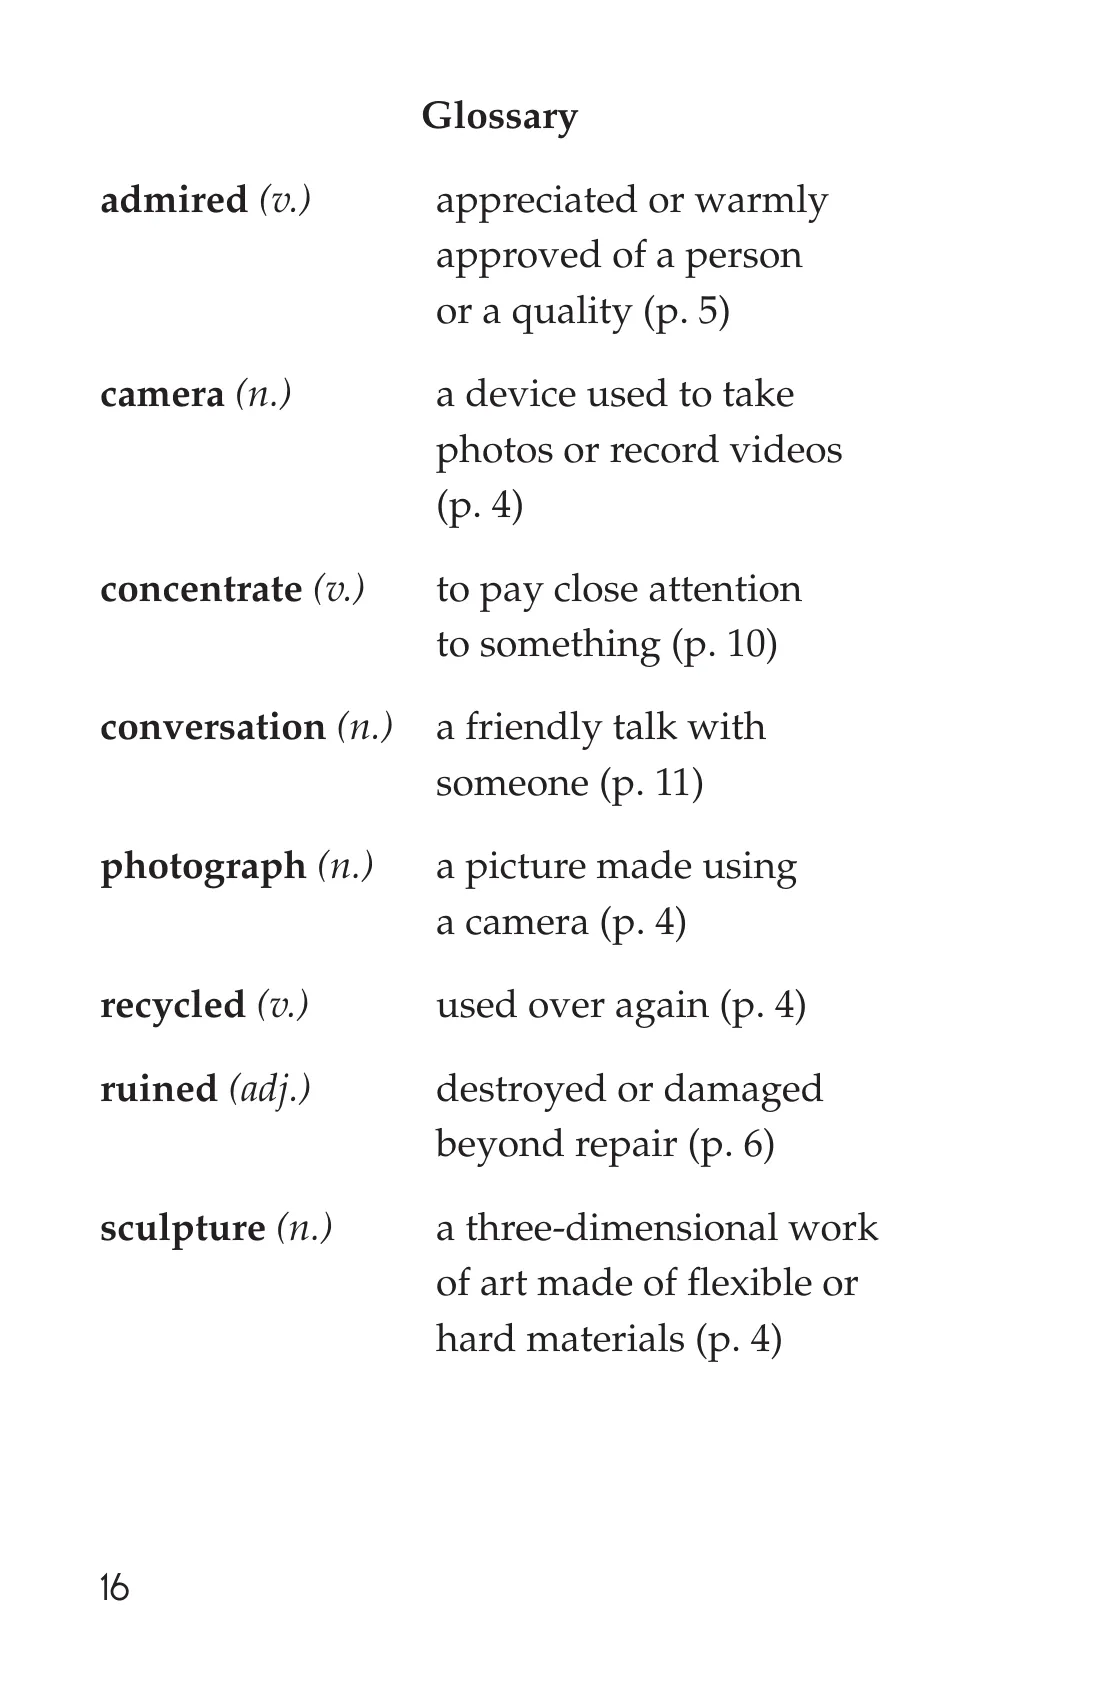 Glossary
admired (v.) appreciated or warmly
approved of a person
or a quality (p. 5)
camera (n.) a device used to take
photos or record videos
(p. 4)
concentrate (v.) to pay close attention
to something (p. 10)
conversation (n.) a friendly talk with
someone (p. 11)
photograph (n.) a picture made using
a camera (p. 4)
recycled (v.) used over again (p. 4)
ruined (adj.) destroyed or damaged
beyond repair (p. 6)
sculpture (n.) a three-dimensional work
of art made of flexible or
hard materials (p. 4)
16